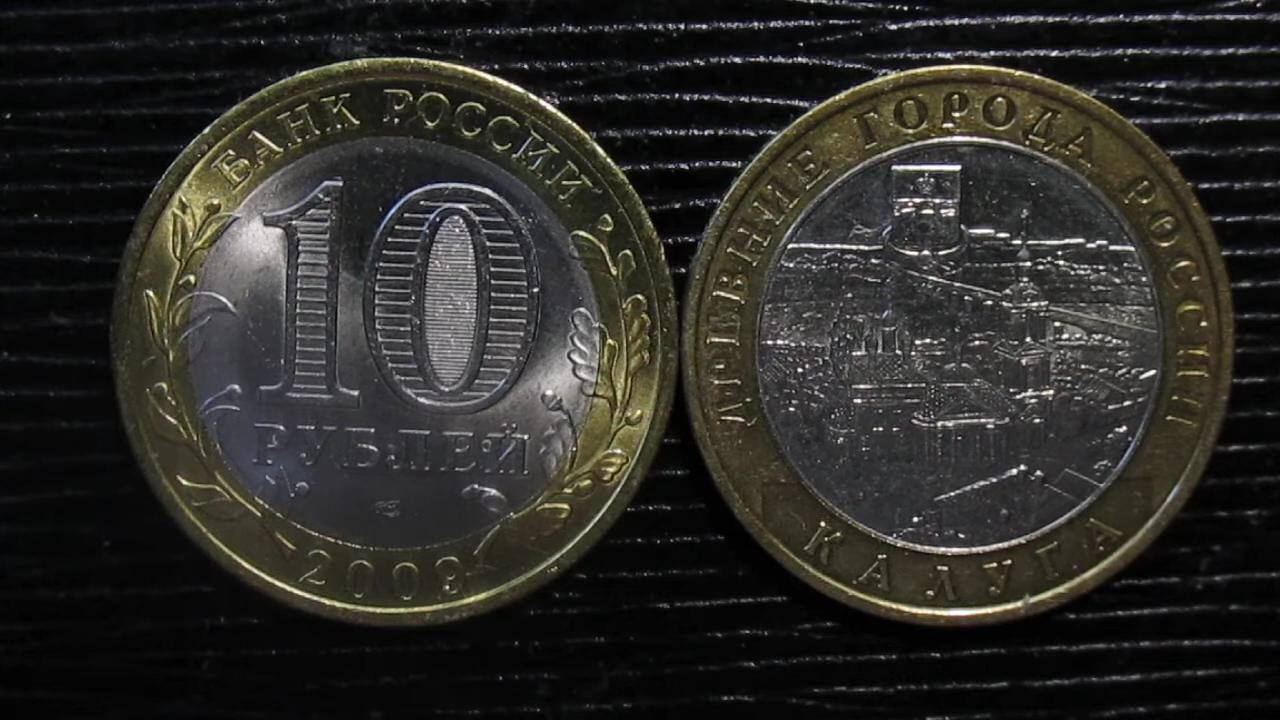 БАНК РОССИИ
10
РУБЛЕЙ
2009
ДРЕВНИЕ ГОРОДА РОССИИ
КАЛУГА